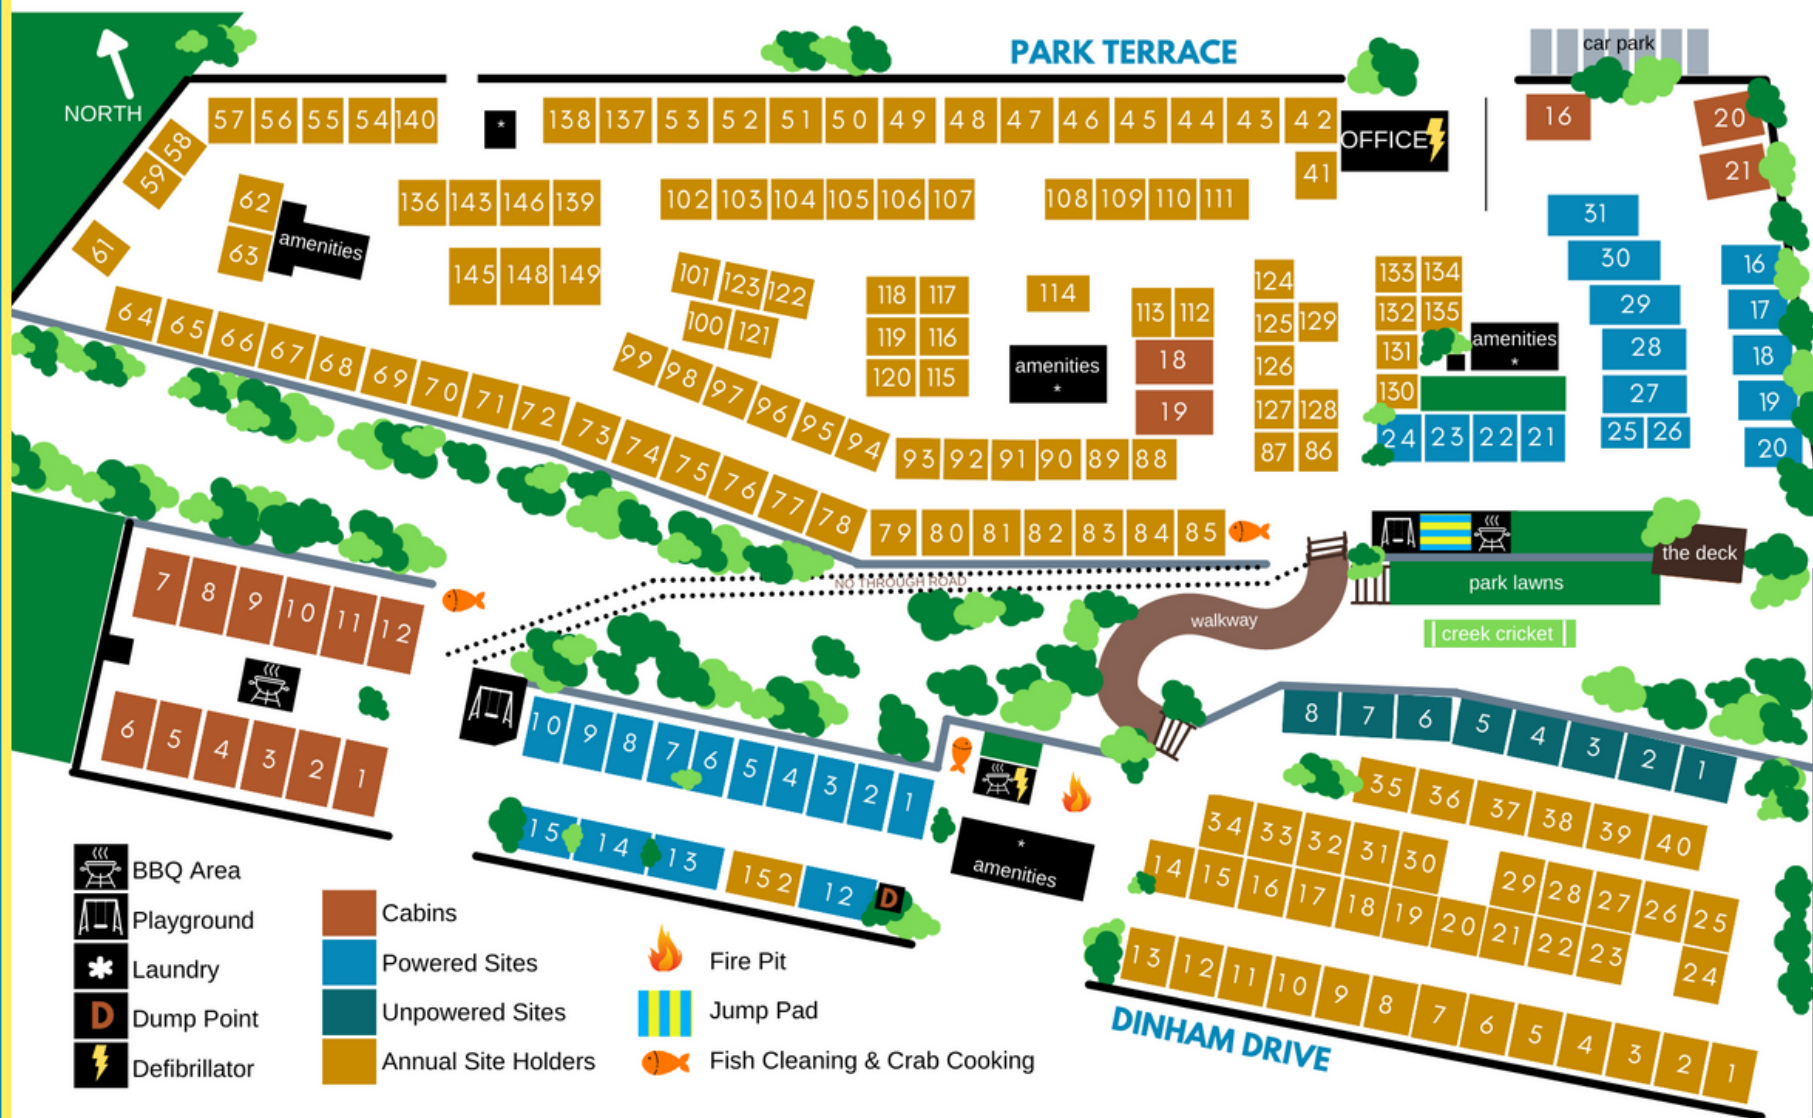 PARK TERRACE
car park
NORTH
57 56 55 54 140
*
138 137 53 52 51 50 49 48 47 46 45 44 43 42
OFFICE
16
20
21
58
59
61
62
63
amenities
136 143 146 139
145 148 149
102 103 104 105 106 107
108 109 110 111
41
31
30
29
28
27
25 26
16
17
18
19
20
101 123 122
100 121
118 117
119 116
120 115
114
113 112
18
19
amenities
*
124
125 129
126
127 128
87 86
133 134
132 135
131
130
amenities
*
24 23 22 21
64 65 66 67 68 69 70 71 72 73 74 75 76 77 78
99 98 97 96 95 94
93 92 91 90 89 88
79 80 81 82 83 84 85
NO THROUGH ROAD
the deck
park lawns
creek cricket
walkway
7 8 9 10 11 12
6 5 4 3 2 1
10 9 8 7 6 5 4 3 2 1
15 14 13 152 12
D
*
amenities
8 7 6 5 4 3 2 1
35 36 37 38 39 40
34 33 32 31 30
29 28 27 26 25
14 15 16 17 18 19 20 21 22 23
24
13 12 11 10 9 8 7 6 5 4 3 2 1
DINHAM DRIVE
BBQ Area
Playground
* Laundry
D Dump Point
Defibrillator
Cabins
Powered Sites
Unpowered Sites
Annual Site Holders
Fire Pit
Jump Pad
Fish Cleaning & Crab Cooking